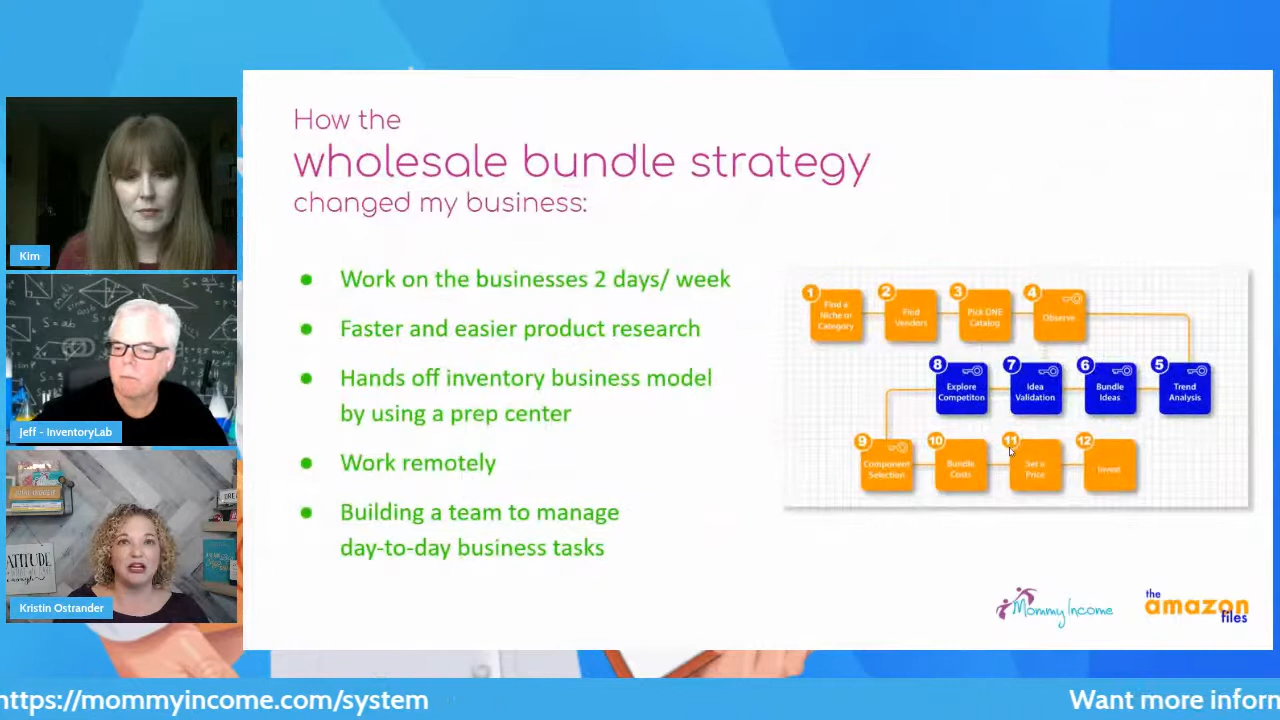 Kim
Jeff - InventoryLab
ATITUDE
Kristin Ostrander
How the
wholesale bundle strategy
changed my business:
● Work on the businesses 2 days/ week
● Faster and easier product research
● Hands off inventory business model
by using a prep center
● Work remotely
● Building a team to manage
day-to-day business tasks
1
Find a
Niche or
Category
2
Find
Vendors
3
Pick ONE
Catalog
4
Observe
8
Explore
Competiton
7
Idea
Validation
6
Bundle
Ideas
5
Trend
Analysis
9
Component
Selection
10
Bundle
Costs
11
Set a
Price
12
Invest
Mommy Income
the
amazon
files
https://mommyincome.com/system
Want more inforn